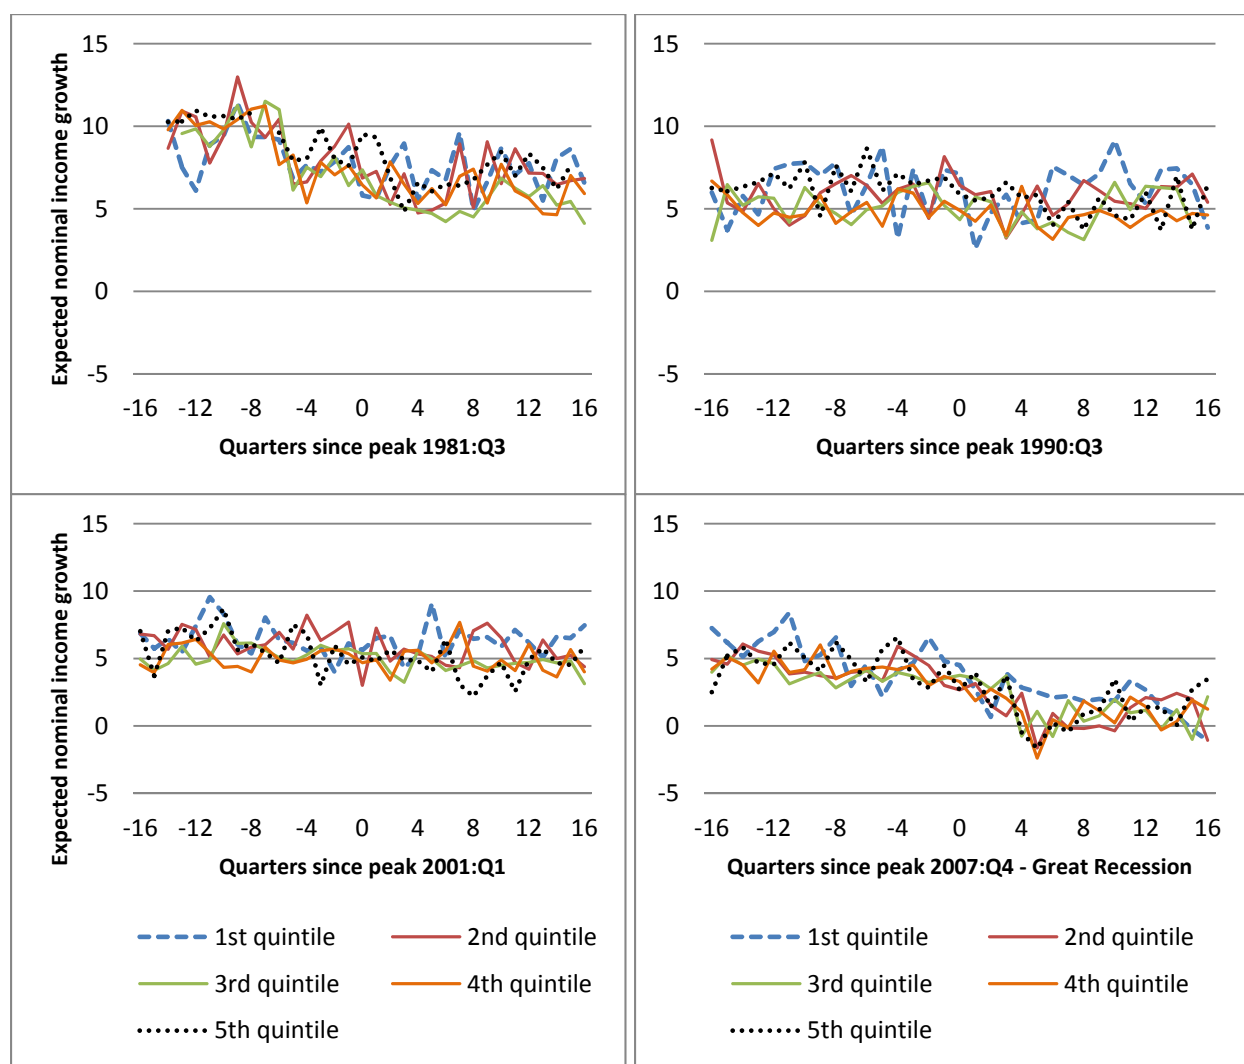 Expected nominal income growth
15
10
5
0
-5
-16 -12 -8 -4 0 4 8 12 16
Quarters since peak 1981:Q3
15
10
5
0
-5
-16 -12 -8 -4 0 4 8 12 16
Quarters since peak 1990:Q3
Expected nominal income growth
15
10
5
0
-5
-16 -12 -8 -4 0 4 8 12 16
Quarters since peak 2001:Q1
15
10
5
0
-5
-16 -12 -8 -4 0 4 8 12 16
Quarters since peak 2007:Q4 - Great Recession
1st quintile 2nd quintile
3rd quintile 4th quintile
5th quintile
1st quintile 2nd quintile
3rd quintile 4th quintile
5th quintile